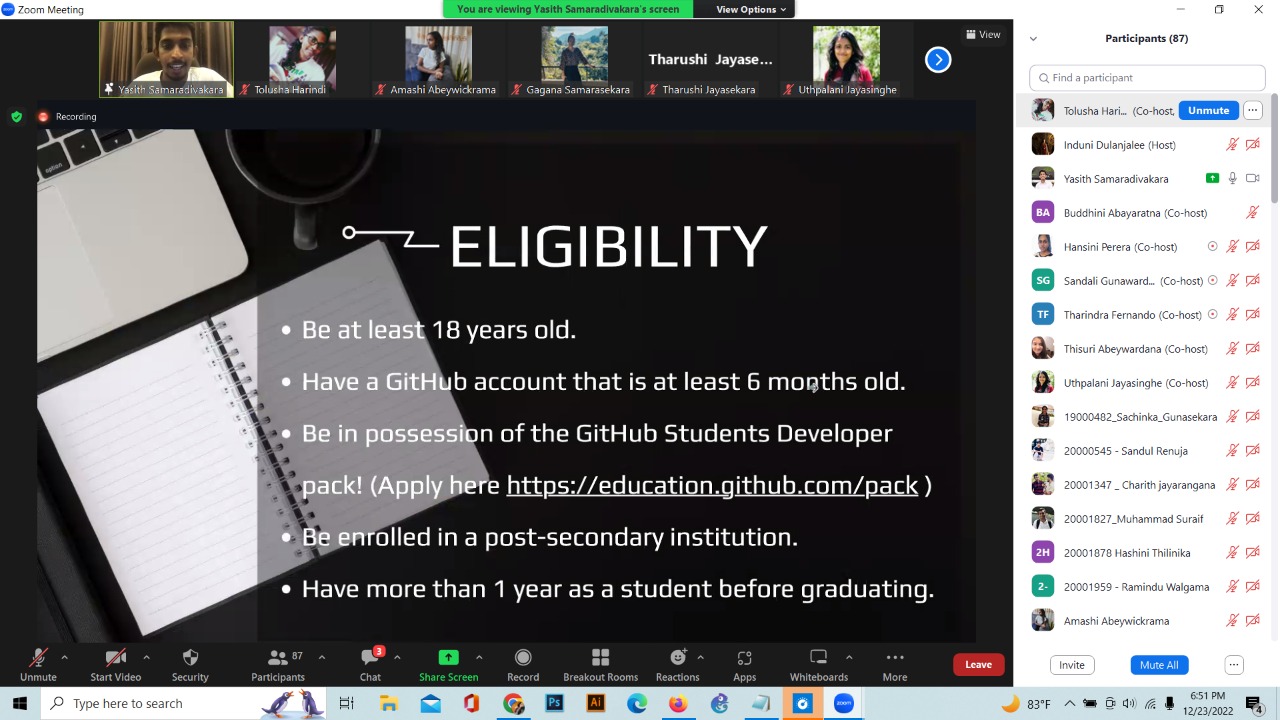 Zoom Meeting
You are viewing Yasith Samaradivakara's screen
View Options
Yasith Samaradivakara
Tolusha Harindi
Amashi Abeywickrama
Gagana Samarasekara
Tharushi Jayase...
Tharushi Jayasekara
Uthpalani Jayasinghe
View
Recording
option
ELIGIBILITY
• Be at least 18 years old.
• Have a GitHub account that is at least 6 months old.
• Be in possession of the GitHub Students Developer
pack! (Apply here https://education.github.com/pack )
• Be enrolled in a post-secondary institution.
• Have more than 1 year as a student before graduating.
Participants (87)
Find a participant
Tolusha Hari... (Co-host,
Unmute
Induni Dulanjalee (Host)
Yasith Samaradivakara
BA
Buddhini Abayaratna (Co-host)
Hansini Perera (Co-host)
SG
Sandali Gunaward... (Co-host)
TF
Tharindra Fernando (Co-host)
Thisuri Abeywardana (Co-host)
Uthpalani Jayasinghe (Co-host)
19000482_Sachinka_Gunasekara
20000545 - Sandul Renuja
20001347 _ Charith jayarangana
20001827_Muhammad Suraif
2H
20001878 Hashini Thilinika
2-
20001959 - Ramindu Walgama
Amashi Abeywickrama
Invite
Mute All
Unmute
Start Video
Security
87
Participants
3
Chat
Share Screen
Record
Breakout Rooms
Reactions
Apps
Whiteboards
More
Leave
Type here to search
Ps
Ai
zoom
83°F
6:51 PM
12/23/2022
4